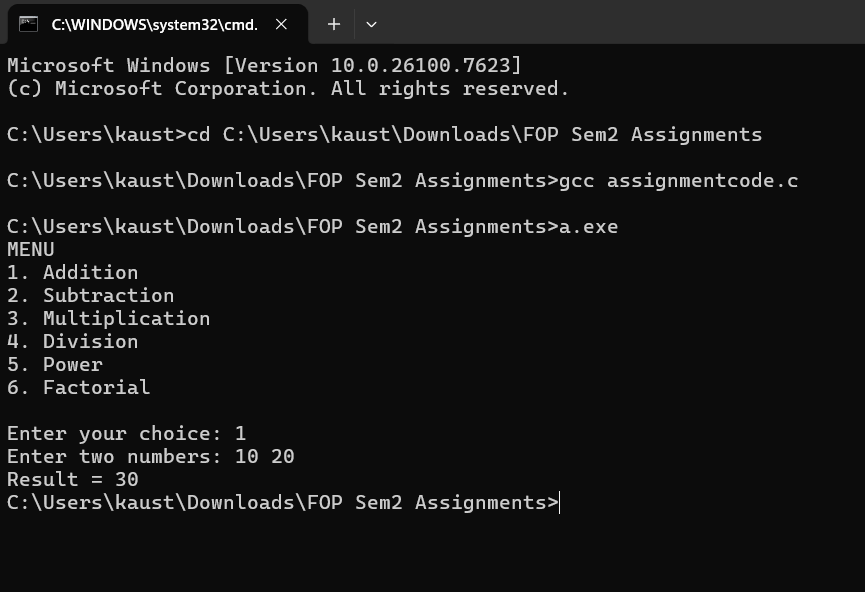 C:\WINDOWS\system32\cmd.
Microsoft Windows [Version 10.0.26100.7623]
(c) Microsoft Corporation. All rights reserved.
C:\Users\kaust>cd C:\Users\kaust\Downloads\FOP Sem2 Assignments
C:\Users\kaust\Downloads\FOP Sem2 Assignments>gcc assignmentcode.c
C:\Users\kaust\Downloads\FOP Sem2 Assignments>a.exe
MENU
1. Addition
2. Subtraction
3. Multiplication
4. Division
5. Power
6. Factorial
Enter your choice: 1
Enter two numbers: 10 20
Result = 30
C:\Users\kaust\Downloads\FOP Sem2 Assignments>